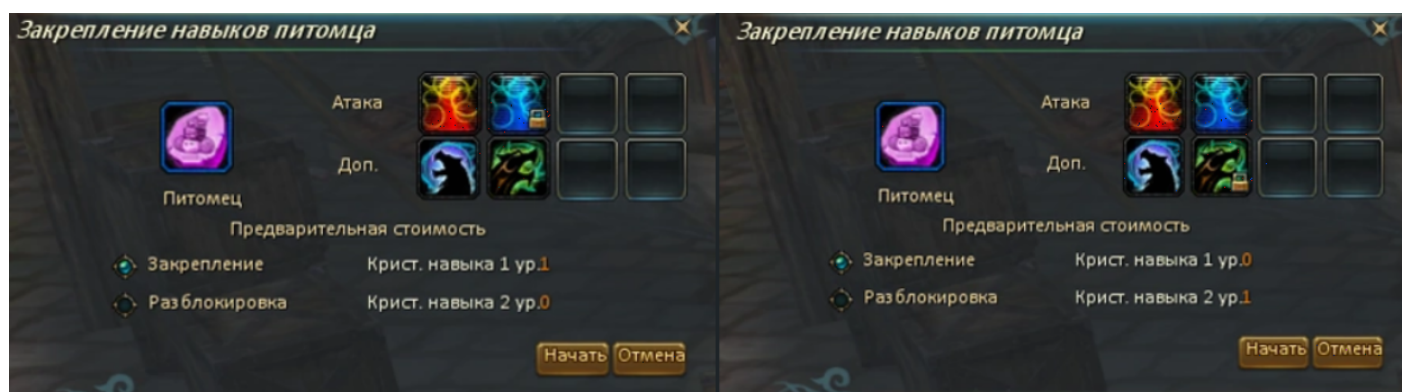 Закрепление навыков питомца
Атака
Доп.
Питомец
Предварительная стоимость
Закрепление Крист. навыка 1 ур.1
Разблокировка Крист. навыка 2 ур.0
Начать Отмена
Закрепление навыков питомца
Атака
Доп.
Питомец
Предварительная стоимость
Закрепление Крист. навыка 1 ур.0
Разблокировка Крист. навыка 2 ур.1
Начать Отмена